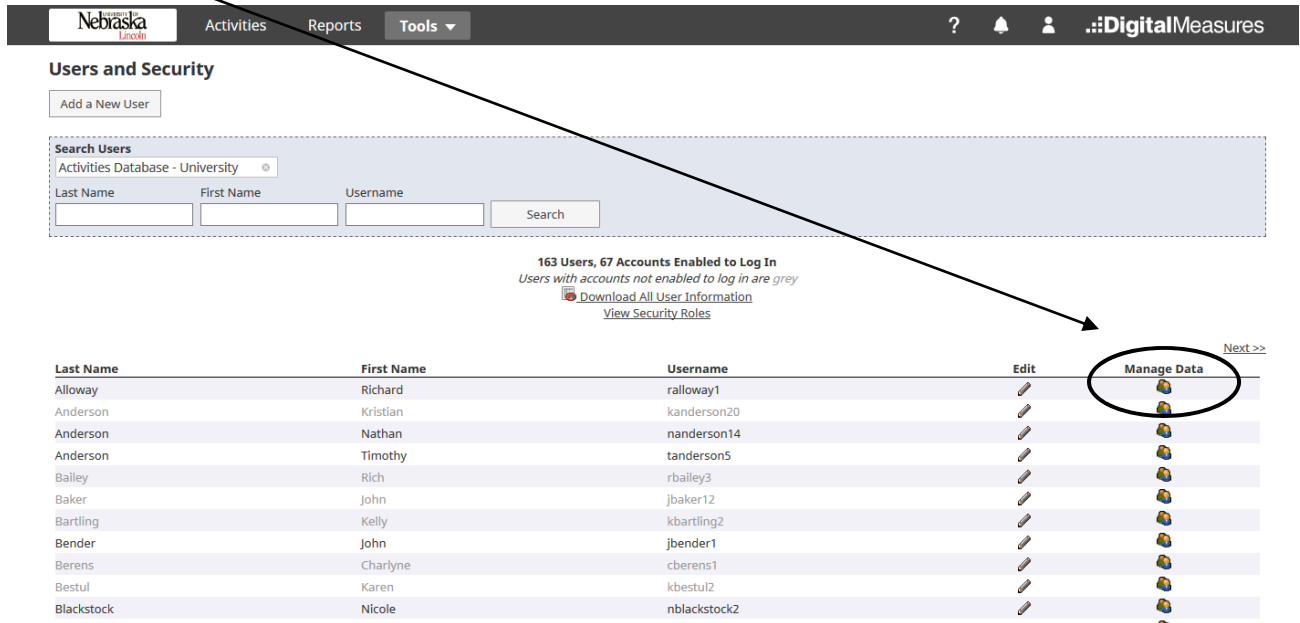 UNIVERSITY OF
Nebraska
Lincoln
Activities Reports Tools
? .:::DigitalMeasures
Users and Security
Add a New User
Search Users
Activities Database - University
Last Name First Name Username
Search
163 Users, 67 Accounts Enabled to Log In
Users with accounts not enabled to log in are grey
Download All User Information
View Security Roles
Next >>
Last Name First Name Username Edit Manage Data
Alloway Richard ralloway1
Anderson Kristian kanderson20
Anderson Nathan nanderson14
Anderson Timothy tanderson5
Bailey Rich rbailey3
Baker John jbaker12
Bartling Kelly kbartling2
Bender John jbender1
Berens Charlyne cberens1
Bestul Karen kbestul2
Blackstock Nicole nblackstock2